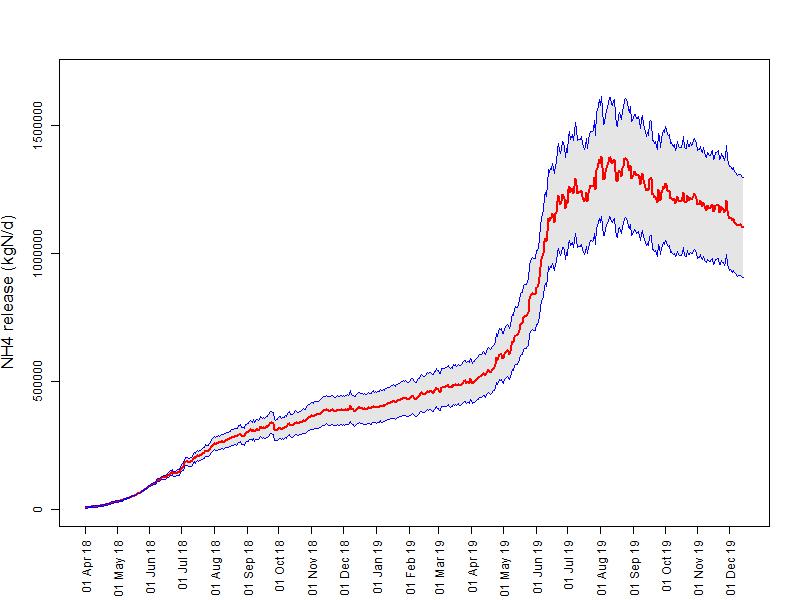 NH4 release (kgN/d)
1500000
1000000
500000
0
01 Apr 18
01 May 18
01 Jun 18
01 Jul 18
01 Aug 18
01 Sep 18
01 Oct 18
01 Nov 18
01 Dec 18
01 Jan 19
01 Feb 19
01 Mar 19
01 Apr 19
01 May 19
01 Jun 19
01 Jul 19
01 Aug 19
01 Sep 19
01 Oct 19
01 Nov 19
01 Dec 19